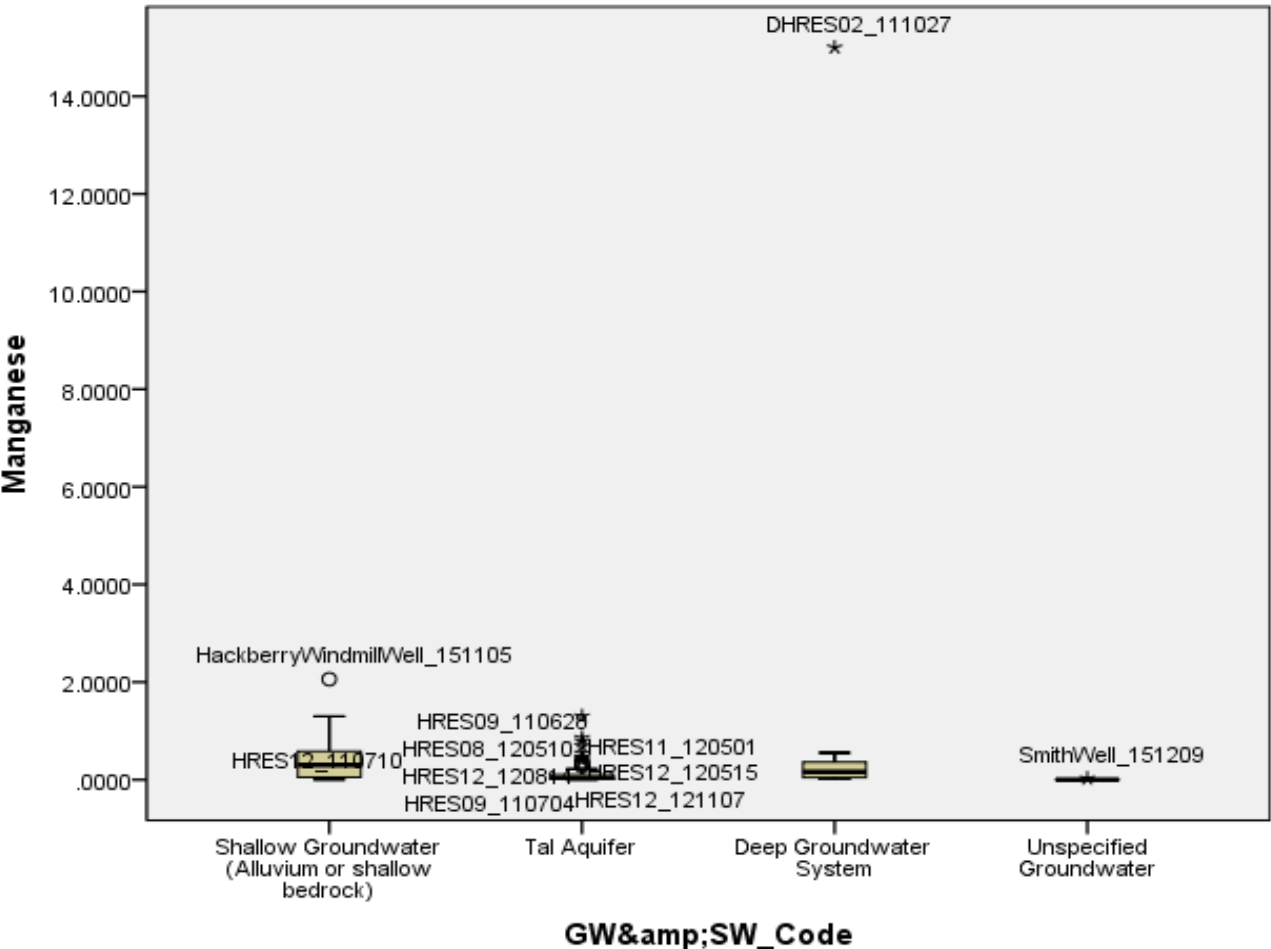 DHRES02_111027
14.0000
12.0000
10.0000
8.0000
6.0000
4.0000
2.0000
.0000
Manganese
HackberryWindmillWell_151105
HRES12_110710
HRES09_110628
HRES08_120510
HRES11_120501
HRES12_120515
HRES09_110704
HRES12_121107
SmithWell_151209
Shallow Groundwater
(Alluvium or shallow
bedrock)
Tal Aquifer
Deep Groundwater
System
Unspecified
Groundwater
GW&amp;SW_Code